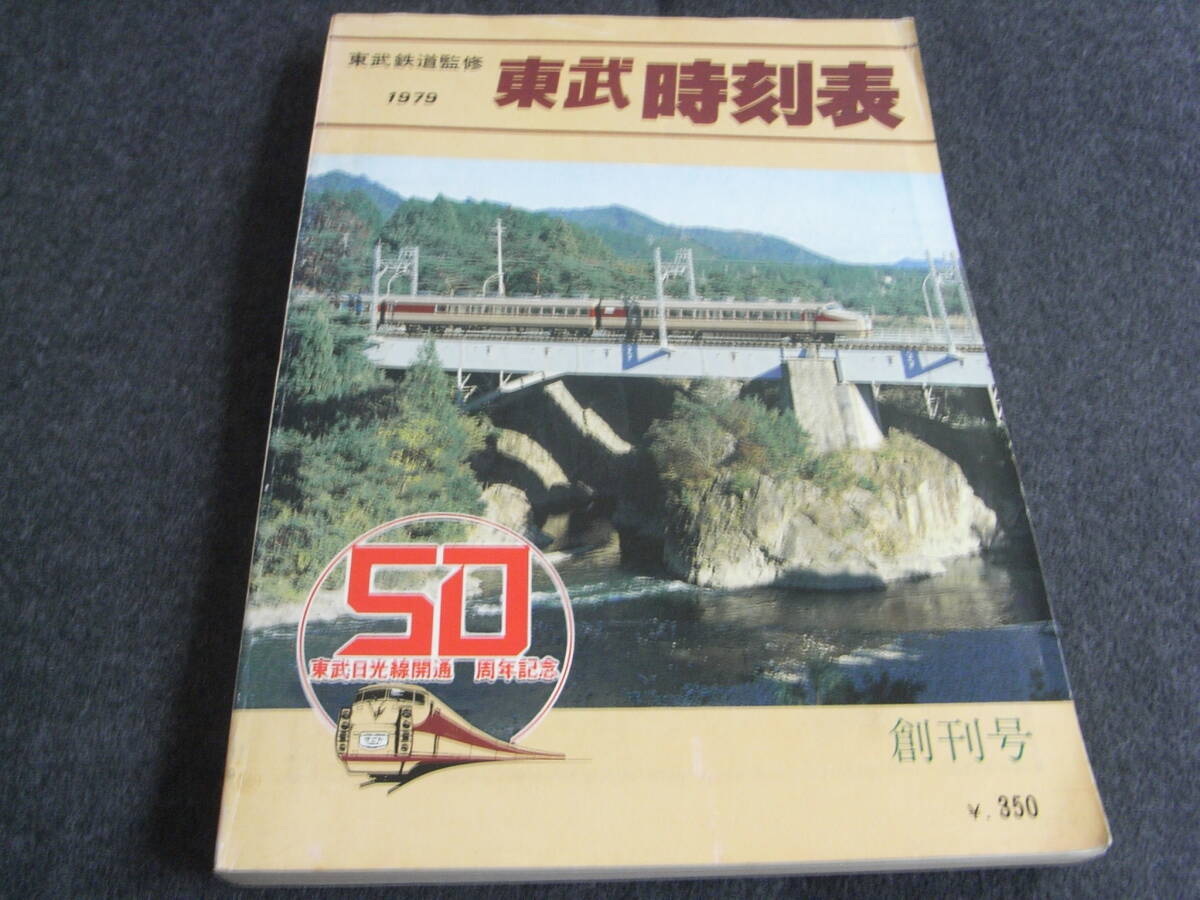 東武鉄道監修
1979
東武 時刻表
50
東武日光線開通 周年記念
創刊号
¥. 350